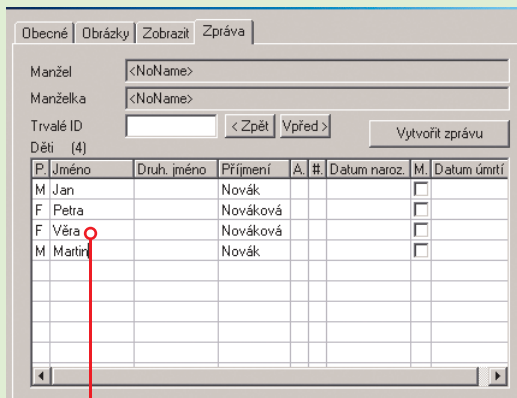 Obecné Obrázky Zobrazit Zpráva
Manžel <NoName>
Manželka <NoName>
Trvalé ID < Zpět Vpřed > Vytvořit zprávu
Děti (4)
P. Jméno Druh. jméno Příjmení A. #. Datum naroz. M. Datum úmrtí
M Jan Novák
F Petra Nováková
F Věra Nováková
M Martin Novák